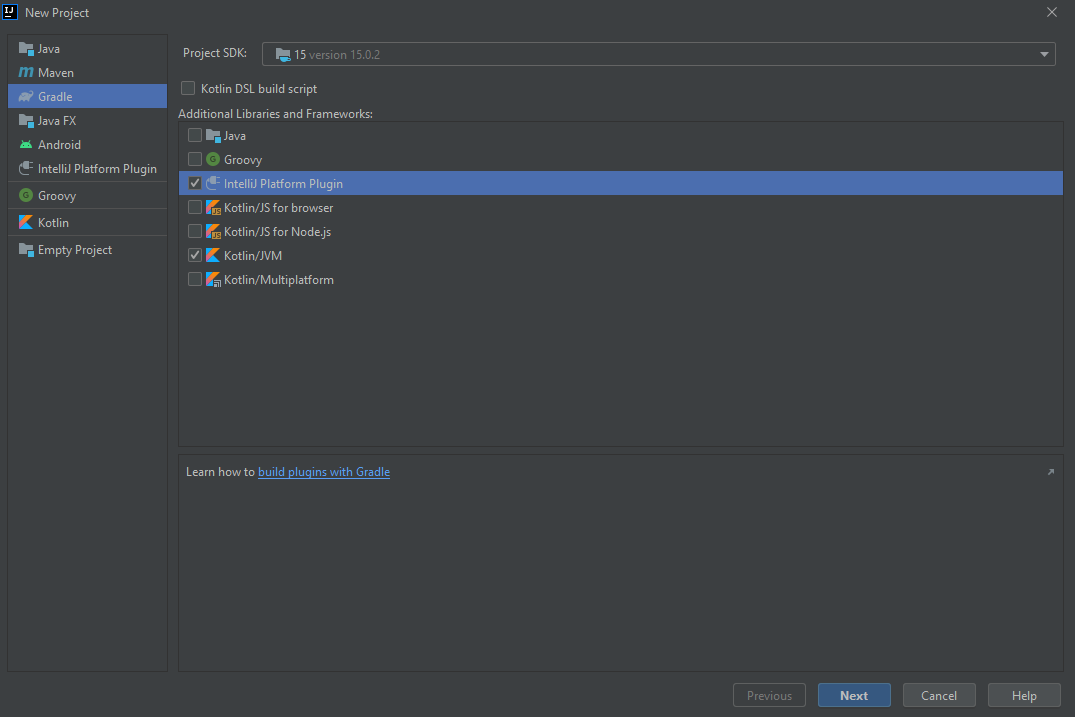 New Project
Java
Maven
Gradle
Java FX
Android
IntelliJ Platform Plugin
Groovy
Kotlin
Empty Project
Project SDK: 15 version 15.0.2
Kotlin DSL build script
Additional Libraries and Frameworks:
Java
Groovy
IntelliJ Platform Plugin
Kotlin/JS for browser
Kotlin/JS for Node.js
Kotlin/JVM
Kotlin/Multiplatform
Learn how to build plugins with Gradle
Previous Next Cancel Help